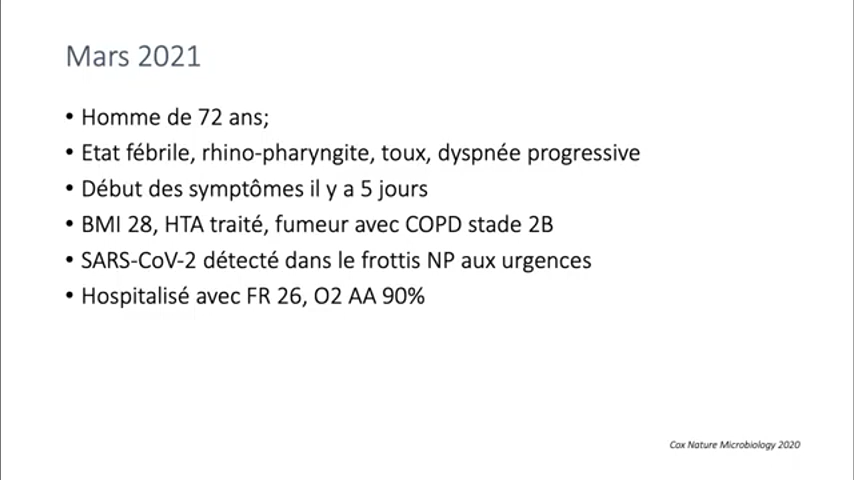 Mars 2021
• Homme de 72 ans;
• Etat fébrile, rhino-pharyngite, toux, dyspnée progressive
• Début des symptômes il y a 5 jours
• BMI 28, HTA traité, fumeur avec COPD stade 2B
• SARS-CoV-2 détecté dans le frottis NP aux urgences
• Hospitalisé avec FR 26, O2 AA 90%
Cox Nature Microbiology 2020